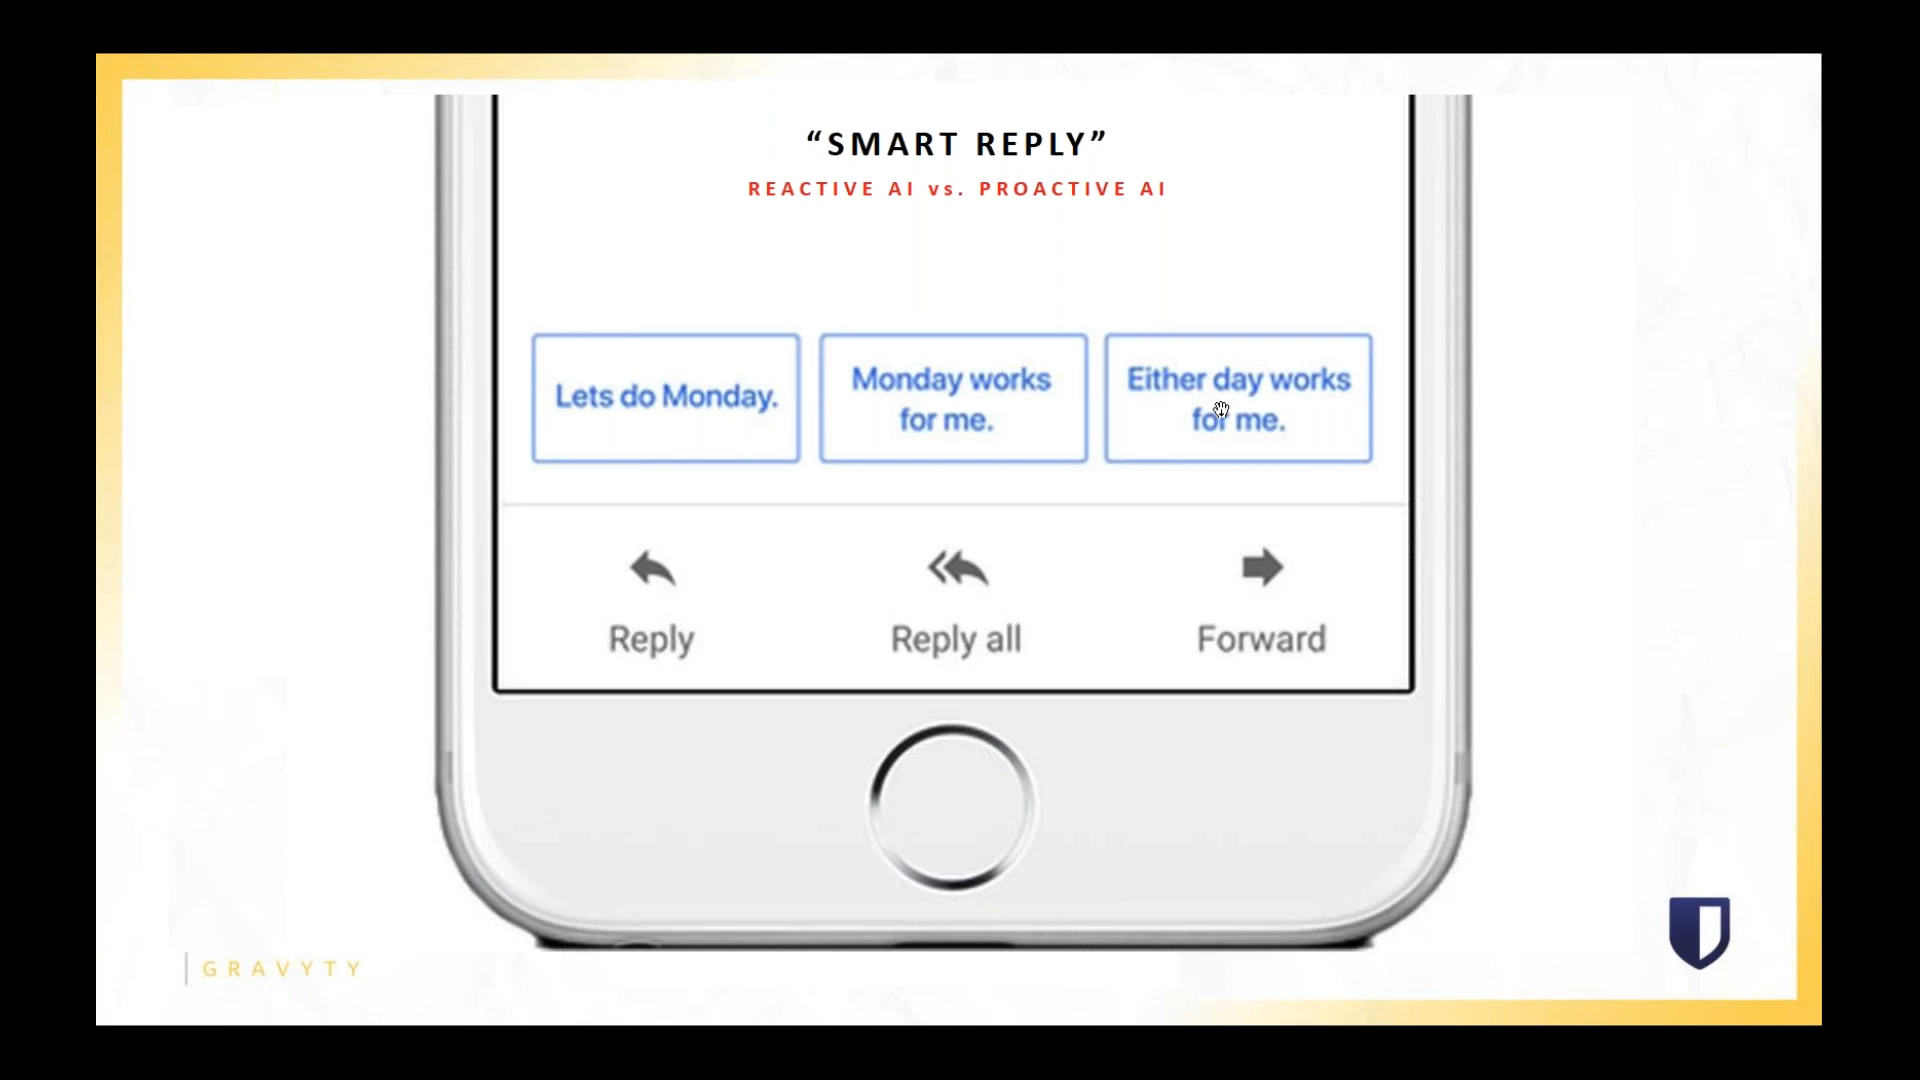 “SMART REPLY”
REACTIVE AI vs. PROACTIVE AI
Lets do Monday.
Monday works
for me.
Either day works
for me.
Reply
Reply all
Forward
GRAVYTY